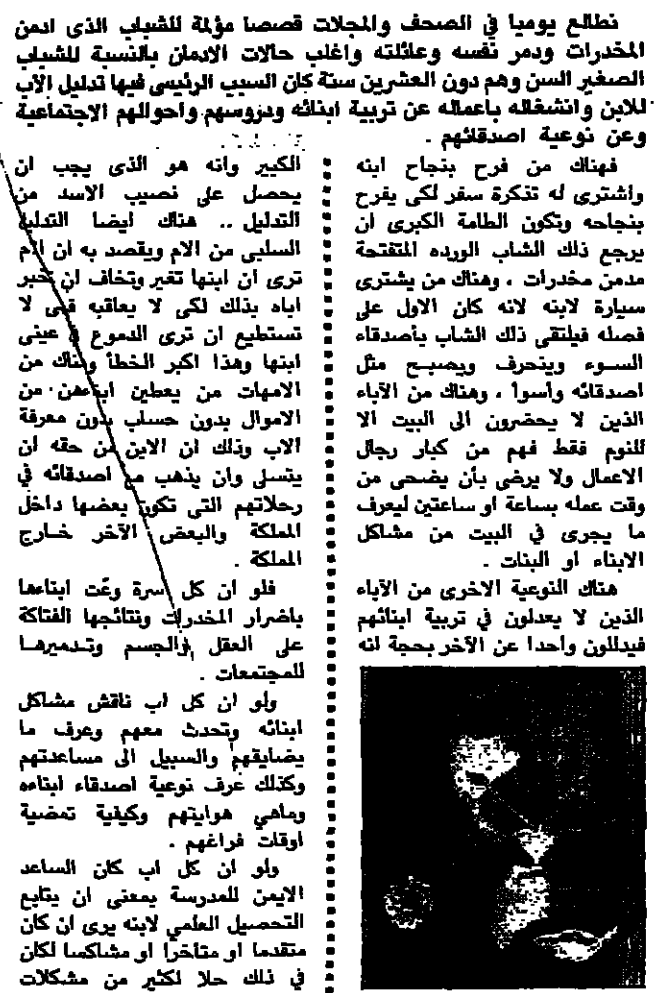 نطالع يوميا في الصحف والمجلات قصصا مؤلمة للشباب الذى ادمن
المخدرات ودمر نفسه وعائلته واغلب حالات الادمان بالنسبة للشباب
الصغير السن وهم دون العشرين سنة كان السبب الرئيسى فيها تدليل الاب
للابن وانشغاله باعماله عن تربية ابنائه ودروسهم واحوالهم الاجتماعية
وعن نوعية اصدقائهم .
فهناك من فرح بنجاح ابنه
واشترى له تذكرة سفر لكى يفرح
بنجاحه وتكون الطامة الكبرى ان
يرجع ذلك الشاب الورده المتفتحة
مدمن مخدرات ، وهناك من يشترى
سيارة لابنه لانه كان الاول على
فصله فيلتقى ذلك الشاب بأصدقاء
السوء وينحرف ويصبح مثل
اصدقائه وأسوأ ، وهناك من الآباء
الذين لا يحضرون الى البيت الا
للنوم فقط فهم من كبار رجال
الاعمال ولا يرضى بأن يضحى من
وقت عمله بساعة او ساعتين ليعرف
ما يجرى في البيت من مشاكل
الابناء او البنات .
هناك النوعية الاخرى من الآباء
الذين لا يعدلون في تربية ابنائهم
فيدللون واحدا عن الآخر بحجة انه
الكبير وانه هو الذى يجب ان
يحصل على نصيب الاسد من
التدليل .. هناك ايضا التدليل
السلبى من الام ويقصد به ان الام
ترى ان ابنها تغير وتخاف ان تخبر
اباه بذلك لكى لا يعاقبه فهى لا
تستطيع ان ترى الدموع في عينى
ابنها وهذا اكبر الخطأ وهناك من
الامهات من يعطين ابناءهن من
الاموال بدون حساب بدون معرفة
الاب وذلك ان الابن من حقه ان
يتسلى وان يذهب مع اصدقائه في
رحلاتهم التى تكون بعضها داخل
المملكة والبعض الآخر خارج
المملكة .
فلو ان كل اسرة وعّت ابناءها
باضرار المخدرات ونتائجها الفتاكة
على العقل والجسم وتدميرها
للمجتمعات .
ولو ان كل اب ناقش مشاكل
ابنائه وتحدث معهم وعرف ما
يضايقهم والسبيل الى مساعدتهم
وكذلك عرف نوعية اصدقاء ابناءه
وماهي هوايتهم وكيفية تمضية
اوقات فراغهم .
ولو ان كل اب كان الساعد
الايمن للمدرسة بمعنى ان يتابع
التحصيل العلمي لابنه يرى ان كان
متقدما او متأخرا او مشاكسا لكان
في ذلك حلا لكثير من مشكلات